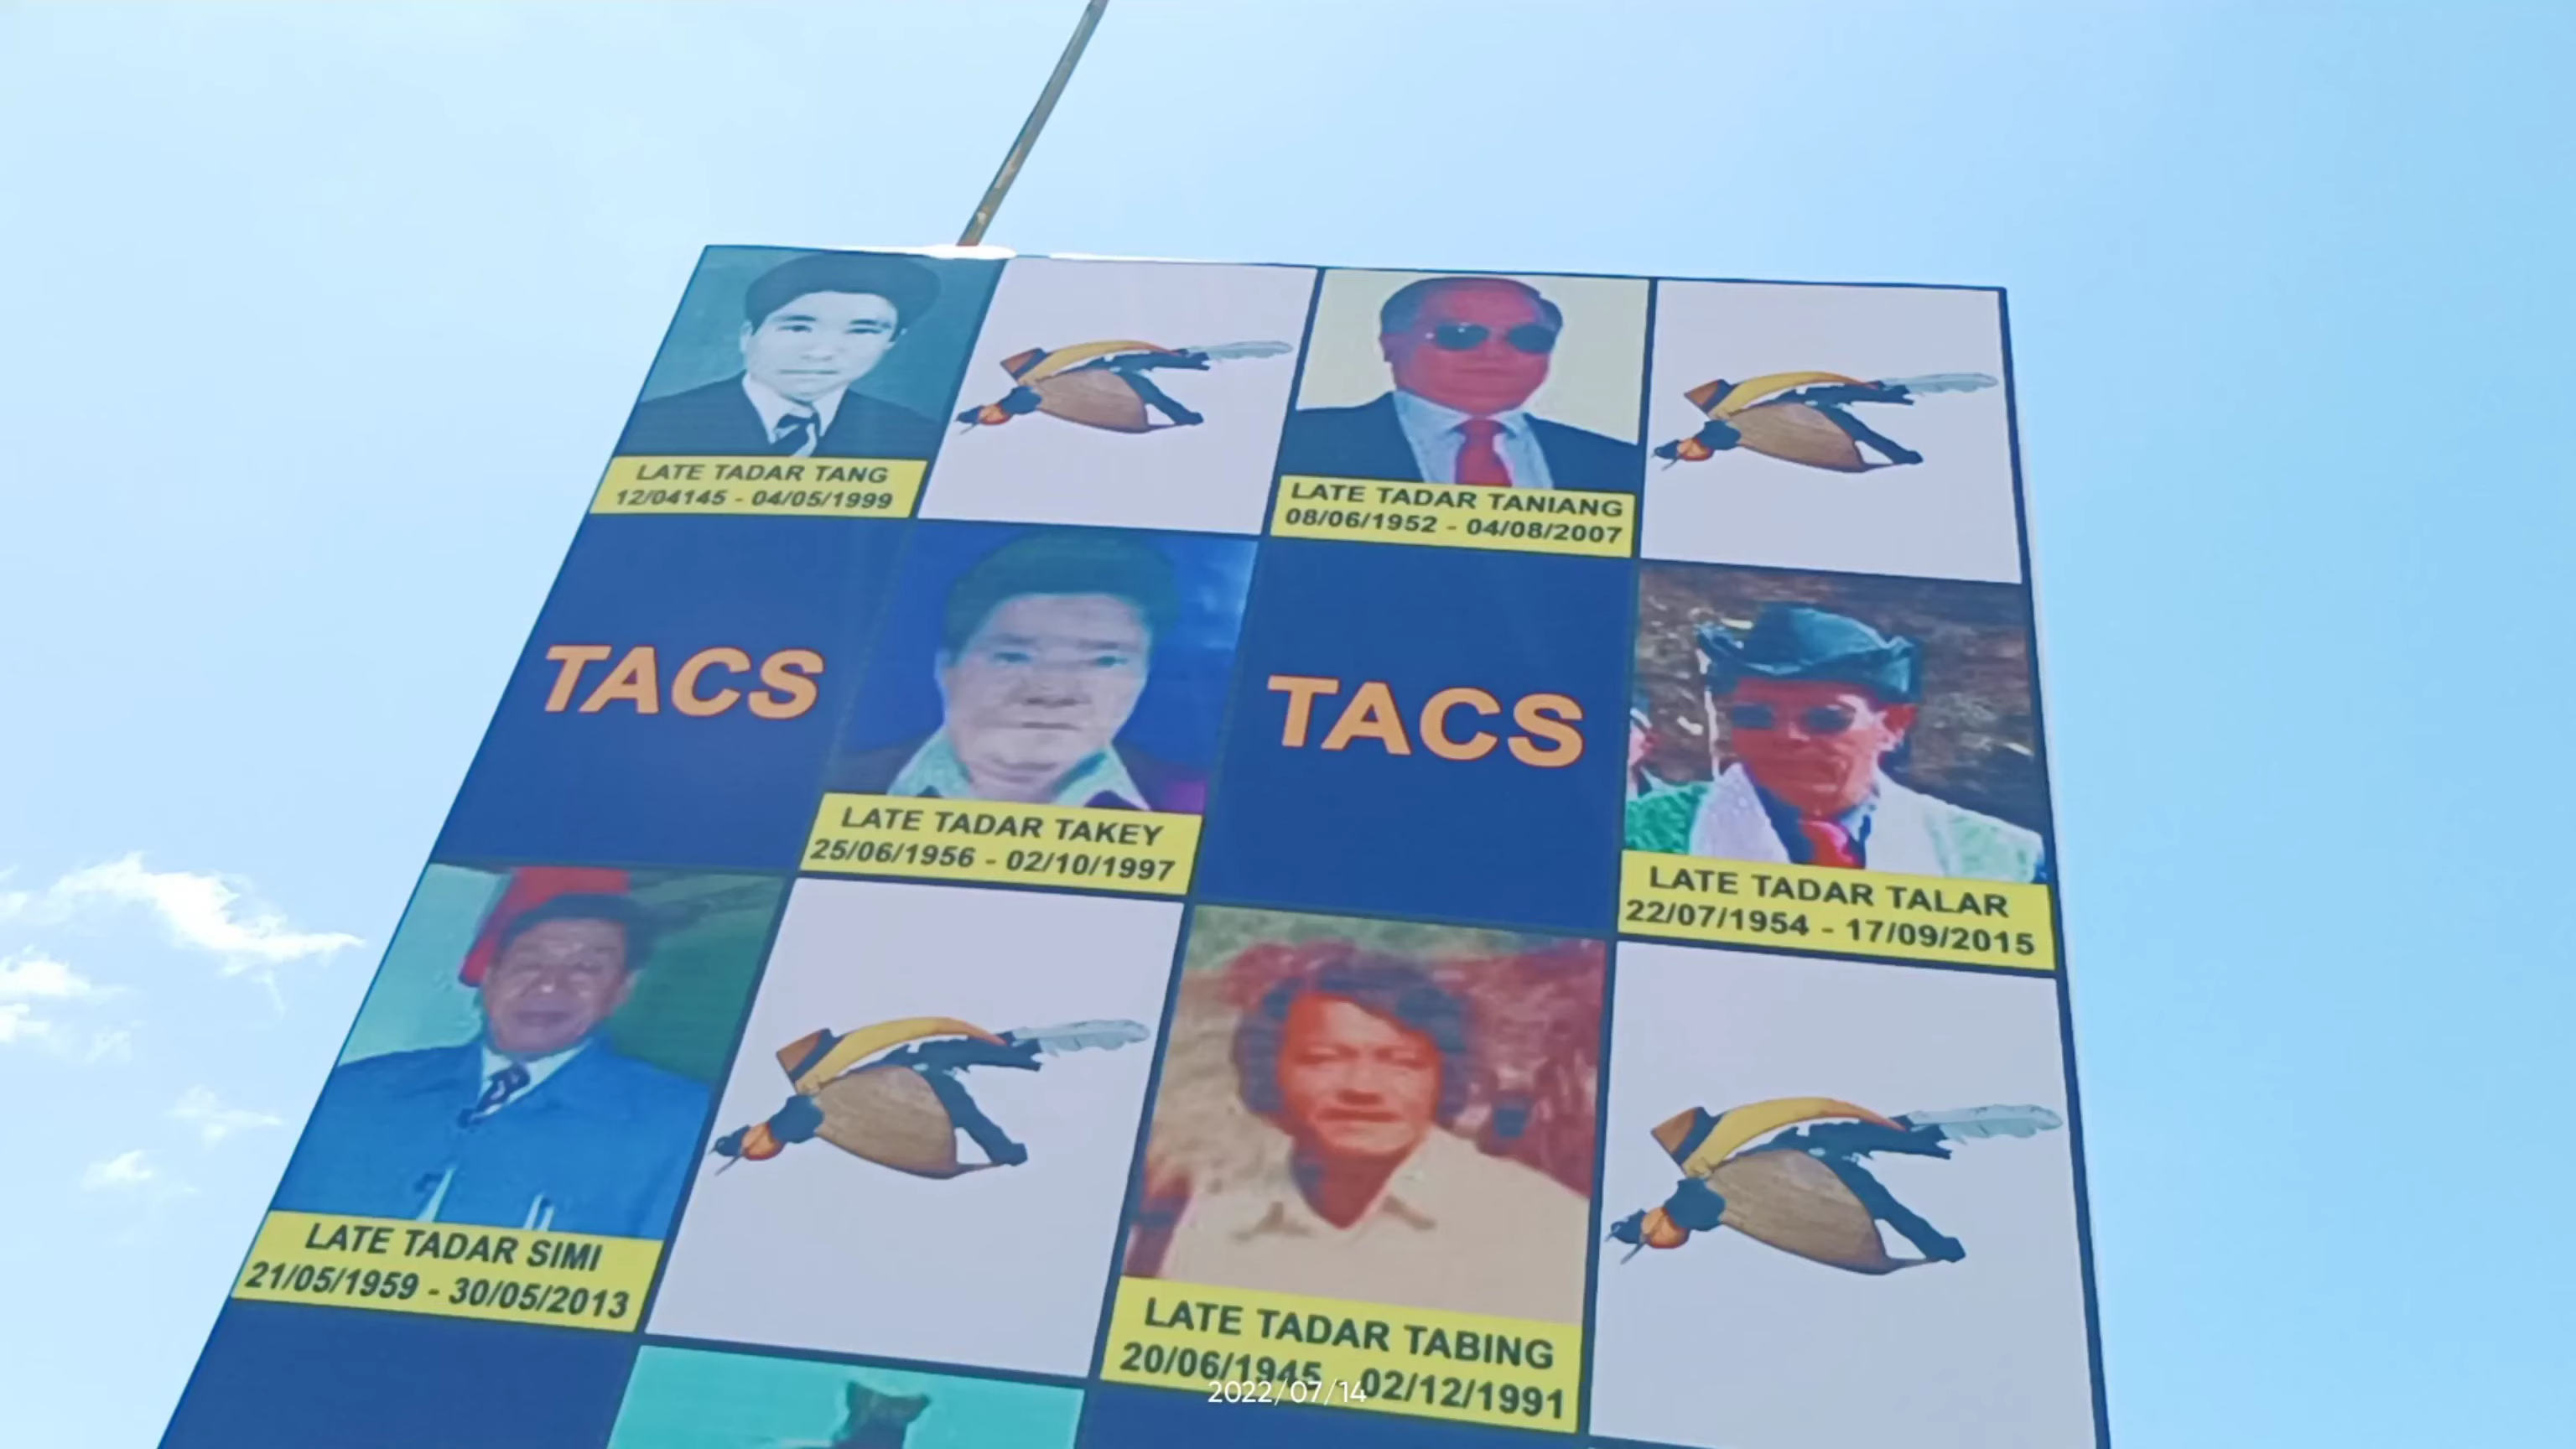 LATE TADAR TANG
12/04145 - 04/05/1999
LATE TADAR TANIANG
08/06/1952 - 04/08/2007
TACS
LATE TADAR TAKEY
25/06/1956 - 02/10/1997
TACS
LATE TADAR TALAR
22/07/1954 - 17/09/2015
LATE TADAR SIMI
21/05/1959 - 30/05/2013
LATE TADAR TABING
20/06/1945 - 02/12/1991
2022/07/14